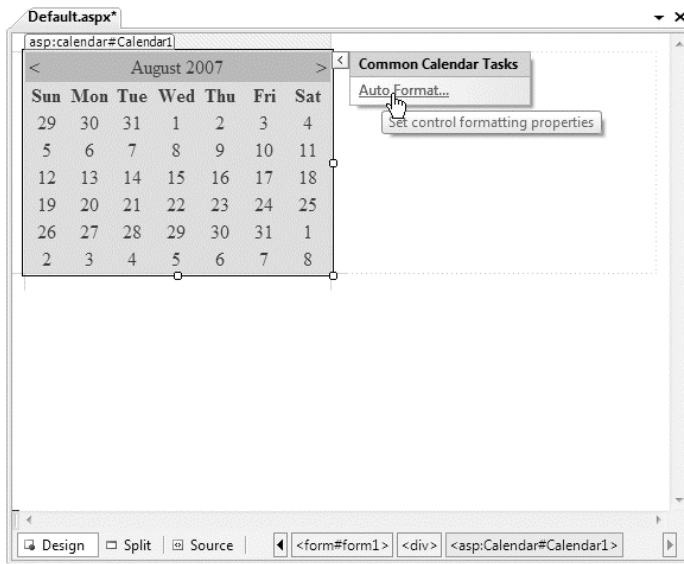 Default.aspx*
asp:calendar#Calendar1
< August 2007 >
Sun Mon Tue Wed Thu Fri Sat
29 30 31 1 2 3 4
5 6 7 8 9 10 11
12 13 14 15 16 17 18
19 20 21 22 23 24 25
26 27 28 29 30 31 1
2 3 4 5 6 7 8
<
Common Calendar Tasks
Auto Format...
Set control formatting properties
Design Split Source <form#form1> <div> <asp:Calendar#Calendar1>